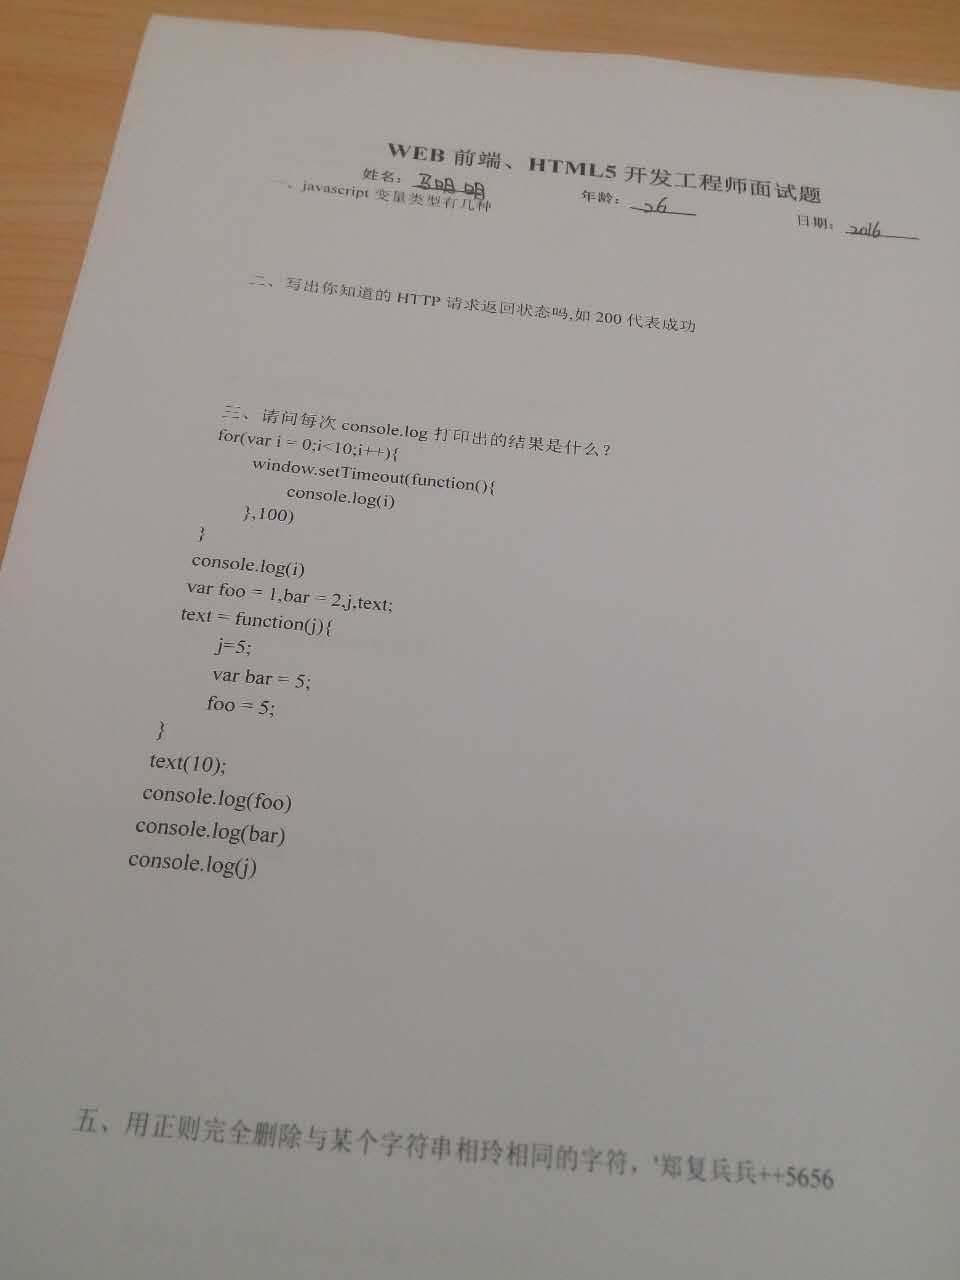 WEB 前端、HTML5 开发工程师面试题
姓名： 马明明 年龄： 26 日期： 2016
一、javascript 变量类型有几种
二、写出你知道的 HTTP 请求返回状态吗,如 200 代表成功
三、请问每次 console.log 打印出的结果是什么？
for(var i = 0;i<10;i++){
window.setTimeout(function(){
console.log(i)
},100)
}
console.log(i)
var foo = 1,bar = 2,j,text;
text = function(j){
j=5;
var bar = 5;
foo = 5;
}
text(10);
console.log(foo)
console.log(bar)
console.log(j)
五、用正则完全删除与某个字符串相玲相同的字符，'郑复兵兵++5656